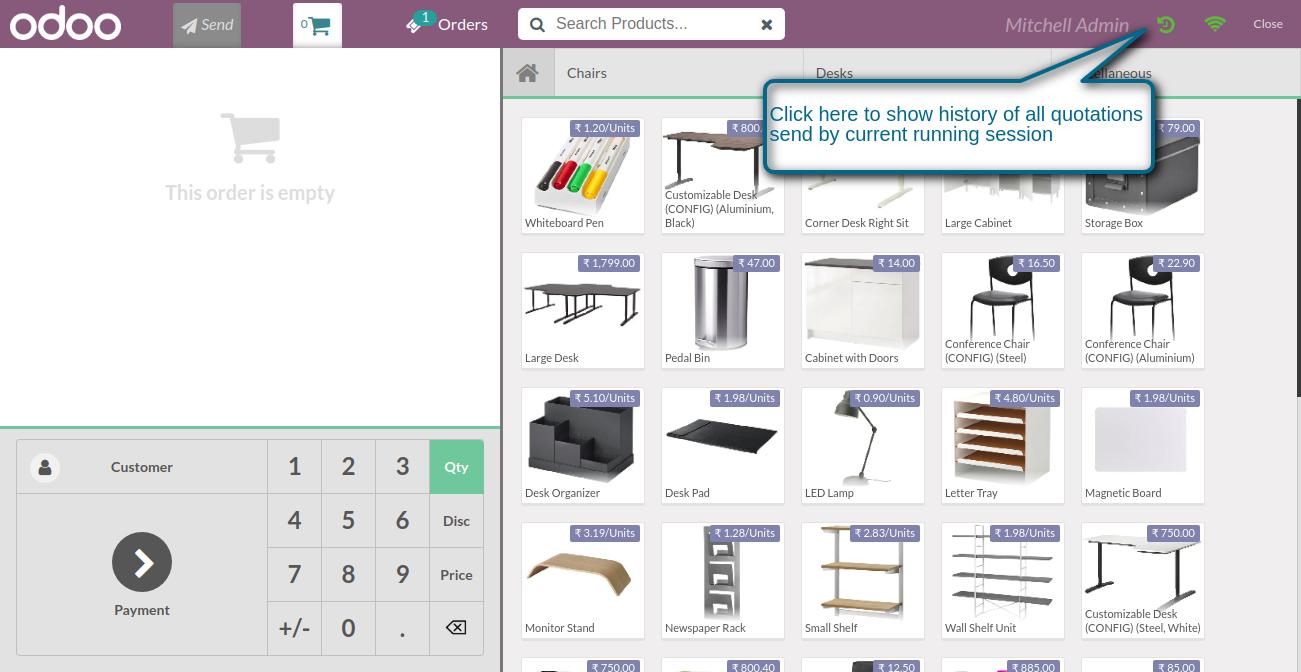 odoo
Send
0
1
Orders
Search Products...
Mitchell Admin
Close
Chairs
Desks
ellaneous
Click here to show history of all quotations
send by current running session
This order is empty
₹ 1.20/Units
Whiteboard Pen
₹ 800.
Customizable Desk
(CONFIG) (Aluminium,
Black)
Corner Desk Right Sit
Large Cabinet
₹ 79.00
Storage Box
₹ 1,799.00
Large Desk
₹ 47.00
Pedal Bin
₹ 14.00
Cabinet with Doors
₹ 16.50
Conference Chair
(CONFIG) (Steel)
₹ 22.90
Conference Chair
(CONFIG) (Aluminium)
₹ 5.10/Units
Desk Organizer
₹ 1.98/Units
Desk Pad
₹ 0.90/Units
LED Lamp
₹ 4.80/Units
Letter Tray
₹ 1.98/Units
Magnetic Board
₹ 3.19/Units
Monitor Stand
₹ 1.28/Units
Newspaper Rack
₹ 2.83/Units
Small Shelf
₹ 1.98/Units
Wall Shelf Unit
₹ 750.00
Customizable Desk
(CONFIG) (Steel, White)
₹ 750.00
₹ 800.40
₹ 12.50
₹ 885.00
₹ 85.00
Customer
1 2 3 Qty
4 5 6 Disc
7 8 9 Price
Payment
+/- 0 .